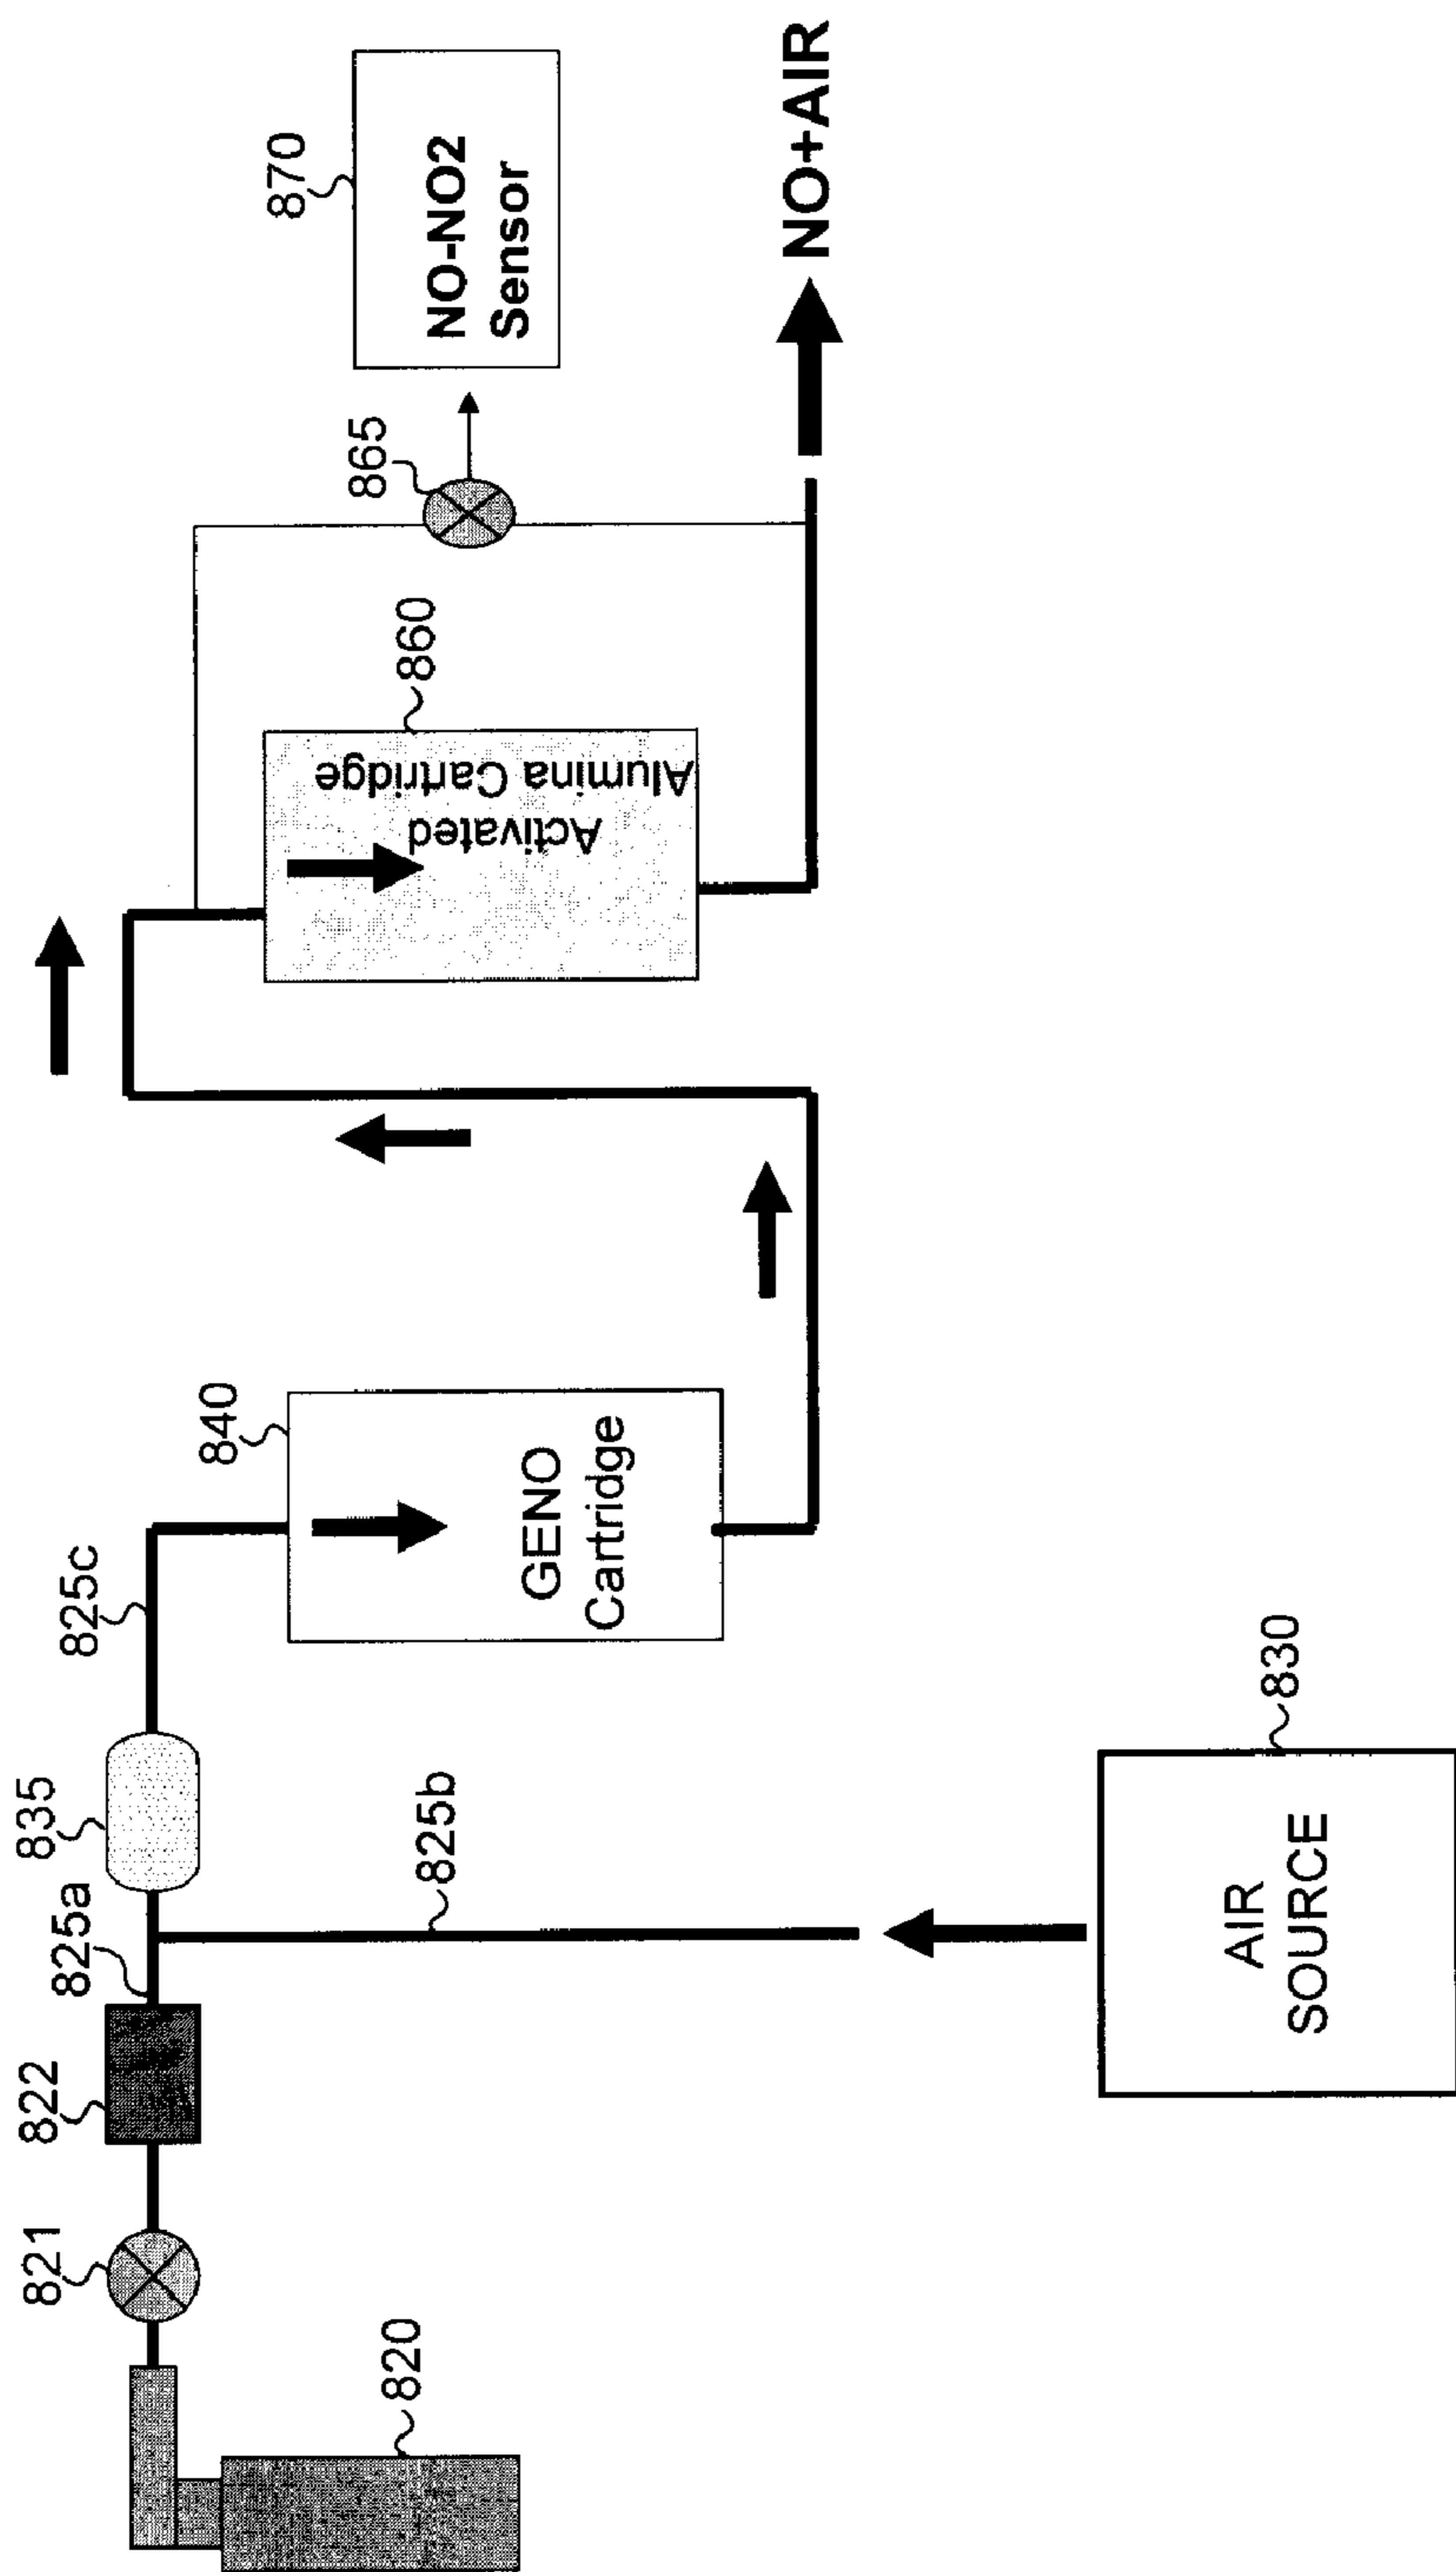 820
821
822
825a
835
825c
825b
AIR
SOURCE
830
840
GENO
Cartridge
860
Activated
Alumina Cartridge
865
870
NO-NO2
Sensor
NO+AIR